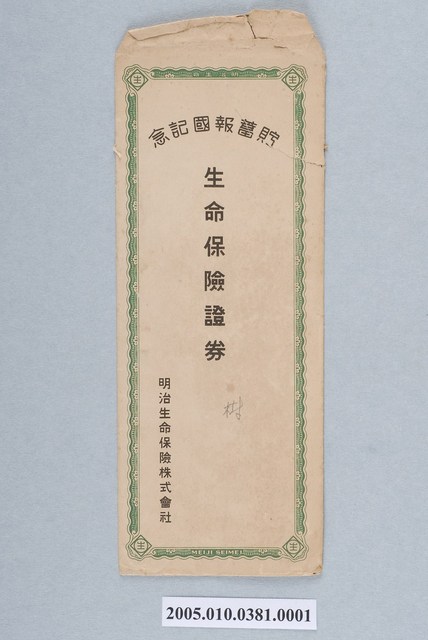 貯蓄報國記念
生命保險證券
樹
明治生命保險株式會社
MEIJI SEIMEI
2005.010.0381.0001